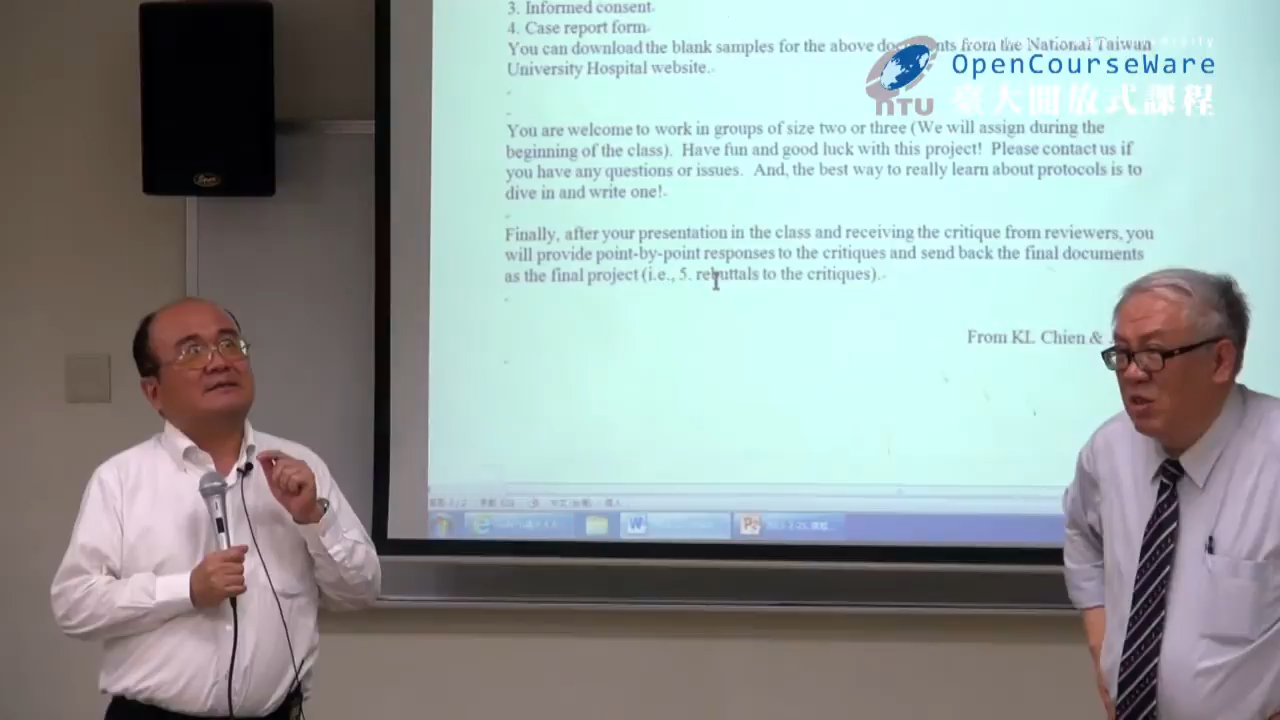 3. Informed consent
4. Case report form
You can download the blank samples for the above documents from the National Taiwan
University Hospital website.
OpenCourseWare
NTU
臺大開放式課程
You are welcome to work in groups of size two or three (We will assign during the
beginning of the class). Have fun and good luck with this project! Please contact us if
you have any questions or issues. And, the best way to really learn about protocols is to
dive in and write one!
Finally, after your presentation in the class and receiving the critique from reviewers, you
will provide point-by-point responses to the critiques and send back the final documents
as the final project (i.e., 5. rebuttals to the critiques).
From KL Chien &